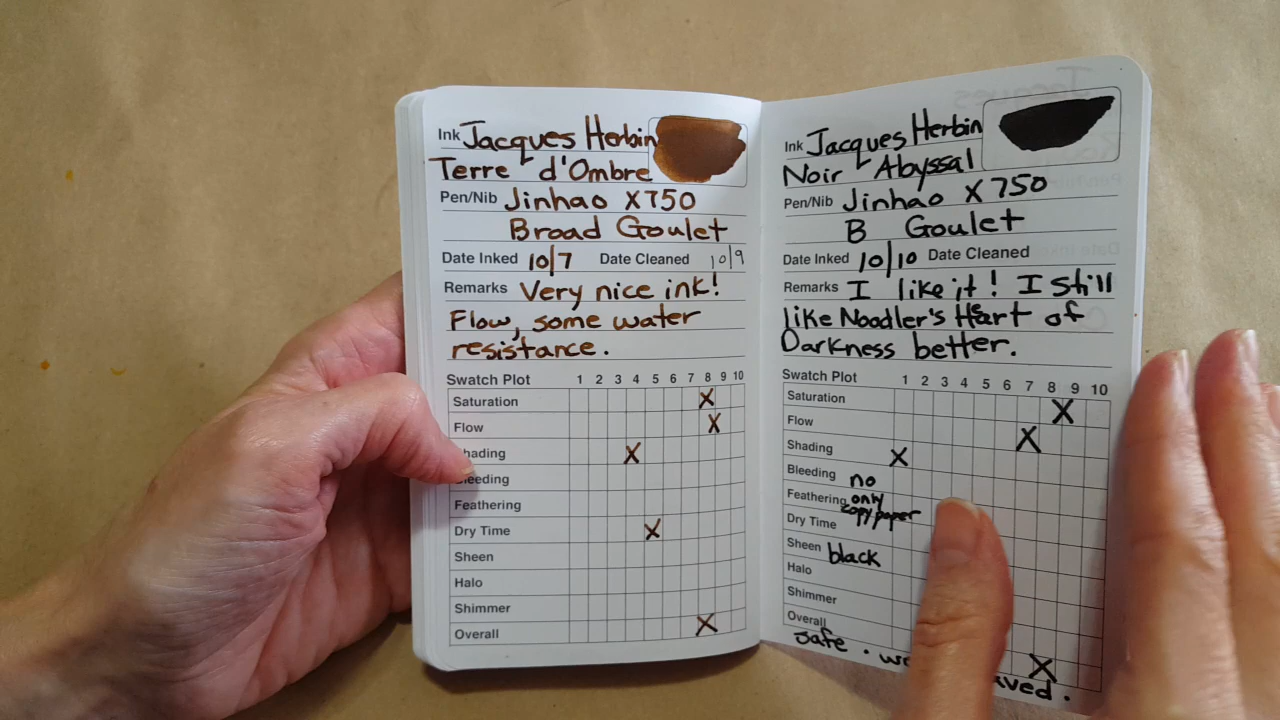 Ink Jacques Herbin
Terre d'Ombre
Pen/Nib Jinhao X750
Broad Goulet
Date Inked 10/7 Date Cleaned 10/9
Remarks Very nice ink!
Flow, some water
resistance.
Swatch Plot 1 2 3 4 5 6 7 8 9 10
Saturation X
Flow X
hading X
leeding
Feathering
Dry Time X
Sheen
Halo
Shimmer
Overall X
Ink Jacques Herbin
Noir Abyssal
Pen/Nib Jinhao X750
B Goulet
Date Inked 10/10 Date Cleaned
Remarks I like it! I still
like Noodler's Heart of
Darkness better.
Swatch Plot 1 2 3 4 5 6 7 8 9 10
Saturation X
Flow X
Shading X
Bleeding no
Feathering only
copy paper
Dry Time
Sheen black
Halo
Shimmer
Overall X
safe.